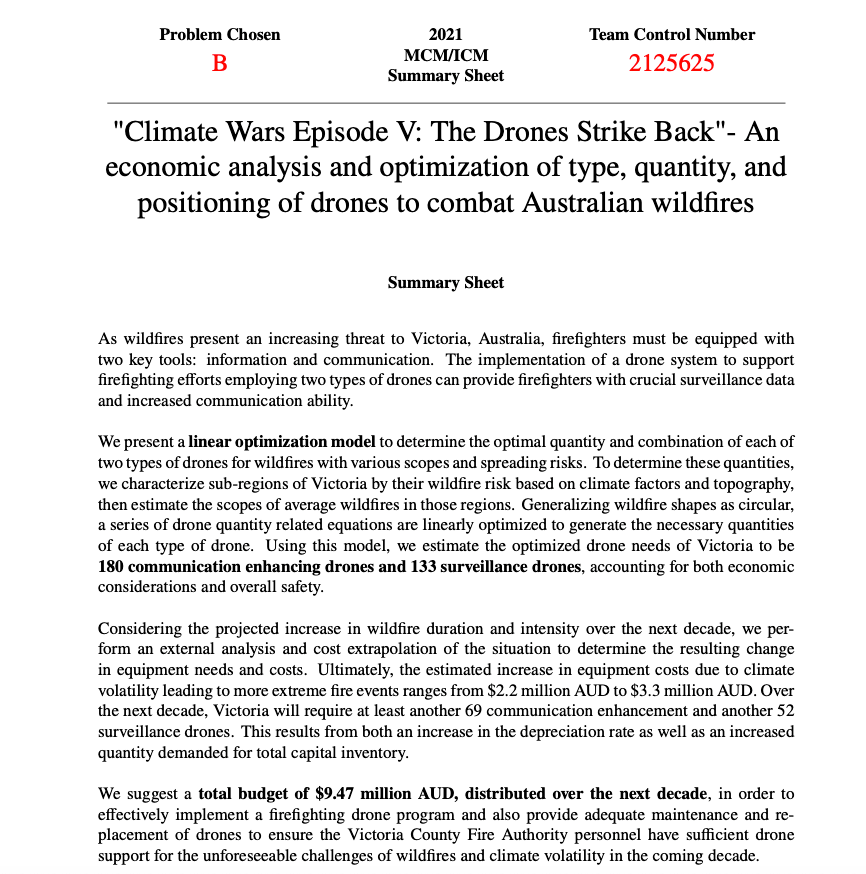 Problem Chosen
B
2021
MCM/ICM
Summary Sheet
Team Control Number
2125625
"Climate Wars Episode V: The Drones Strike Back"- An
economic analysis and optimization of type, quantity, and
positioning of drones to combat Australian wildfires
Summary Sheet
As wildfires present an increasing threat to Victoria, Australia, firefighters must be equipped with
two key tools: information and communication. The implementation of a drone system to support
firefighting efforts employing two types of drones can provide firefighters with crucial surveillance data
and increased communication ability.
We present a linear optimization model to determine the optimal quantity and combination of each of
two types of drones for wildfires with various scopes and spreading risks. To determine these quantities,
we characterize sub-regions of Victoria by their wildfire risk based on climate factors and topography,
then estimate the scopes of average wildfires in those regions. Generalizing wildfire shapes as circular,
a series of drone quantity related equations are linearly optimized to generate the necessary quantities
of each type of drone. Using this model, we estimate the optimized drone needs of Victoria to be
180 communication enhancing drones and 133 surveillance drones, accounting for both economic
considerations and overall safety.
Considering the projected increase in wildfire duration and intensity over the next decade, we per-
form an external analysis and cost extrapolation of the situation to determine the resulting change
in equipment needs and costs. Ultimately, the estimated increase in equipment costs due to climate
volatility leading to more extreme fire events ranges from $2.2 million AUD to $3.3 million AUD. Over
the next decade, Victoria will require at least another 69 communication enhancement and another 52
surveillance drones. This results from both an increase in the depreciation rate as well as an increased
quantity demanded for total capital inventory.
We suggest a total budget of $9.47 million AUD, distributed over the next decade, in order to
effectively implement a firefighting drone program and also provide adequate maintenance and re-
placement of drones to ensure the Victoria County Fire Authority personnel have sufficient drone
support for the unforeseeable challenges of wildfires and climate volatility in the coming decade.